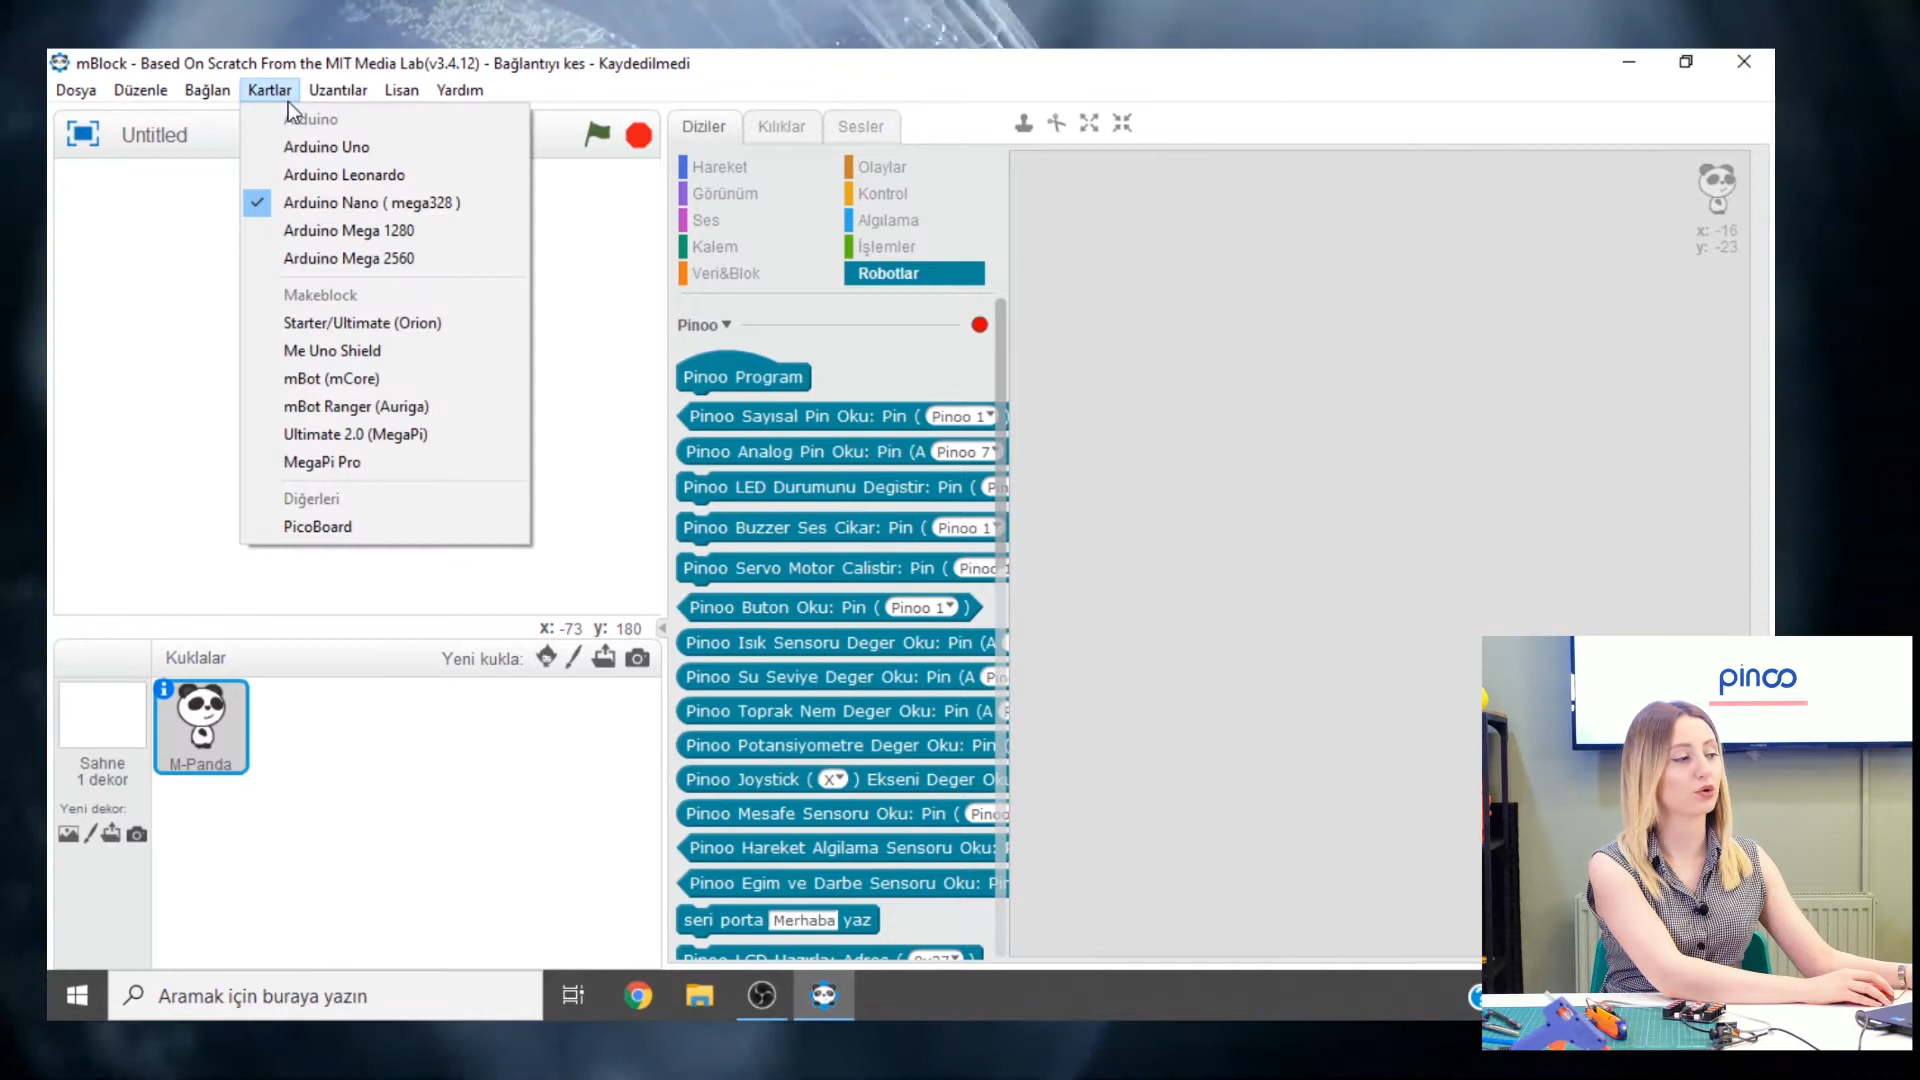 mBlock - Based On Scratch From the MIT Media Lab(v3.4.12) - Bağlantıyı kes - Kaydedilmedi
Dosya Düzenle Bağlan Kartlar Uzantılar Lisan Yardım
Untitled
Arduino Uno
Arduino Leonardo
Arduino Nano ( mega328 )
Arduino Mega 1280
Arduino Mega 2560
Makeblock
Starter/Ultimate (Orion)
Me Uno Shield
mBot (mCore)
mBot Ranger (Auriga)
Ultimate 2.0 (MegaPi)
MegaPi Pro
Diğerleri
PicoBoard
x: -73 y: 180
Kuklalar
Yeni kukla:
M-Panda
Sahne
1 dekor
Yeni dekor:
Diziler Kılıklar Sesler
Hareket Olaylar
Görünüm Kontrol
Ses Algılama
Kalem İşlemler
Veri&Blok Robotlar
Pinoo
Pinoo Program
Pinoo Sayısal Pin Oku: Pin ( Pinoo 1
Pinoo Analog Pin Oku: Pin (A Pinoo 7
Pinoo LED Durumunu Degistir: Pin (
Pinoo Buzzer Ses Cikar: Pin ( Pinoo 1
Pinoo Servo Motor Calistir: Pin ( Pinoo
Pinoo Buton Oku: Pin ( Pinoo 1 )
Pinoo Isık Sensoru Deger Oku: Pin (A
Pinoo Su Seviye Deger Oku: Pin (A
Pinoo Toprak Nem Deger Oku: Pin (A
Pinoo Potansiyometre Deger Oku: Pin
Pinoo Joystick ( X ) Ekseni Deger
Pinoo Mesafe Sensoru Oku: Pin (
Pinoo Hareket Algilama Sensoru Oku:
Pinoo Egim ve Darbe Sensoru Oku:
seri porta Merhaba yaz
x: -16
y: -23
pinoo
Aramak için buraya yazın